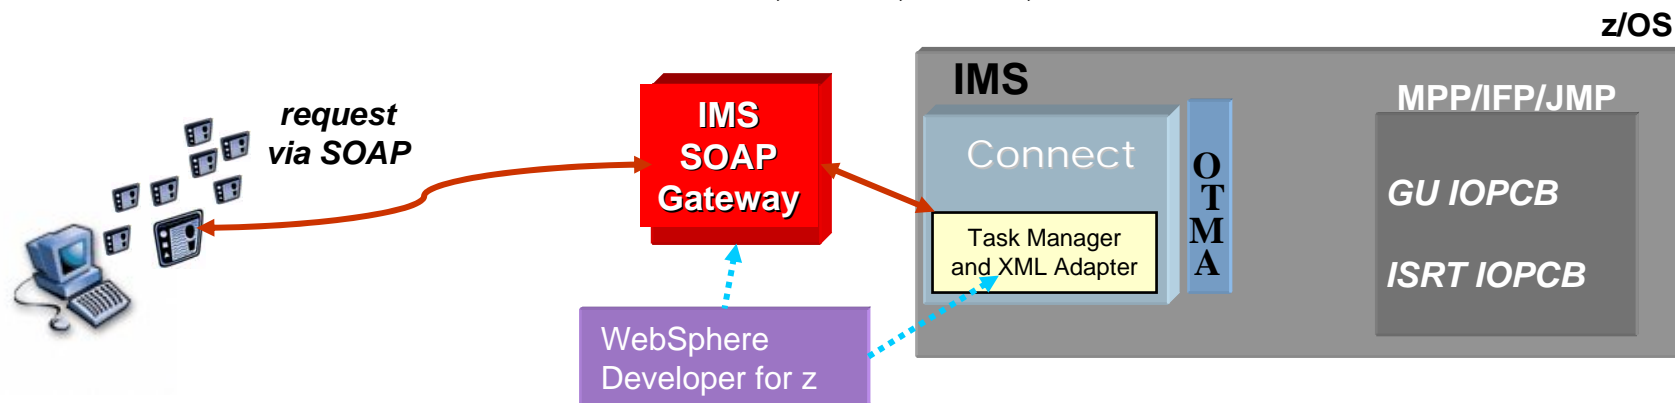 z/OS
request
via SOAP
IMS
SOAP
Gateway
IMS
Connect
Task Manager
and XML Adapter
OTMA
MPP/IFP/JMP
GU IOPCB
ISRT IOPCB
WebSphere
Developer for z